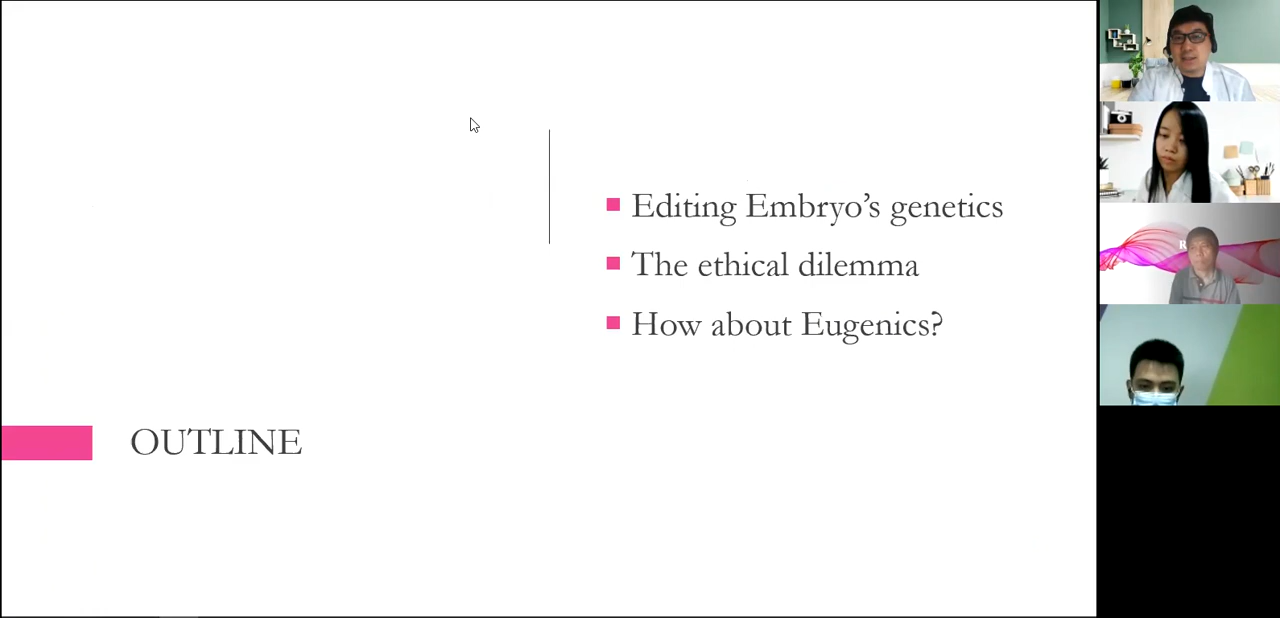 Editing Embryo’s genetics
The ethical dilemma
How about Eugenics?
OUTLINE
R